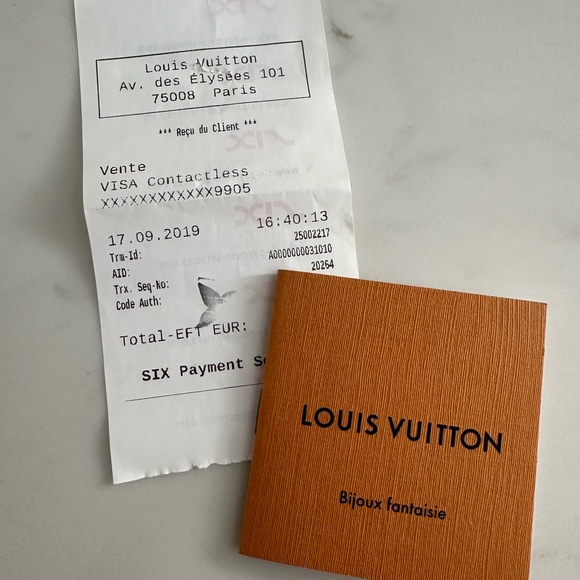 Louis Vuitton
Av. des Élysées 101
75008 Paris
*** Reçu du Client ***
Vente
VISA Contactless
XXXXXXXXXXXX9905
17.09.2019 16:40:13
Trm-Id: 25002217
AID: A0000000031010
Trx. Seq-No: 20264
Code Auth:
Total-EFT EUR:
SIX Payment
LOUIS VUITTON
Bijoux fantaisie